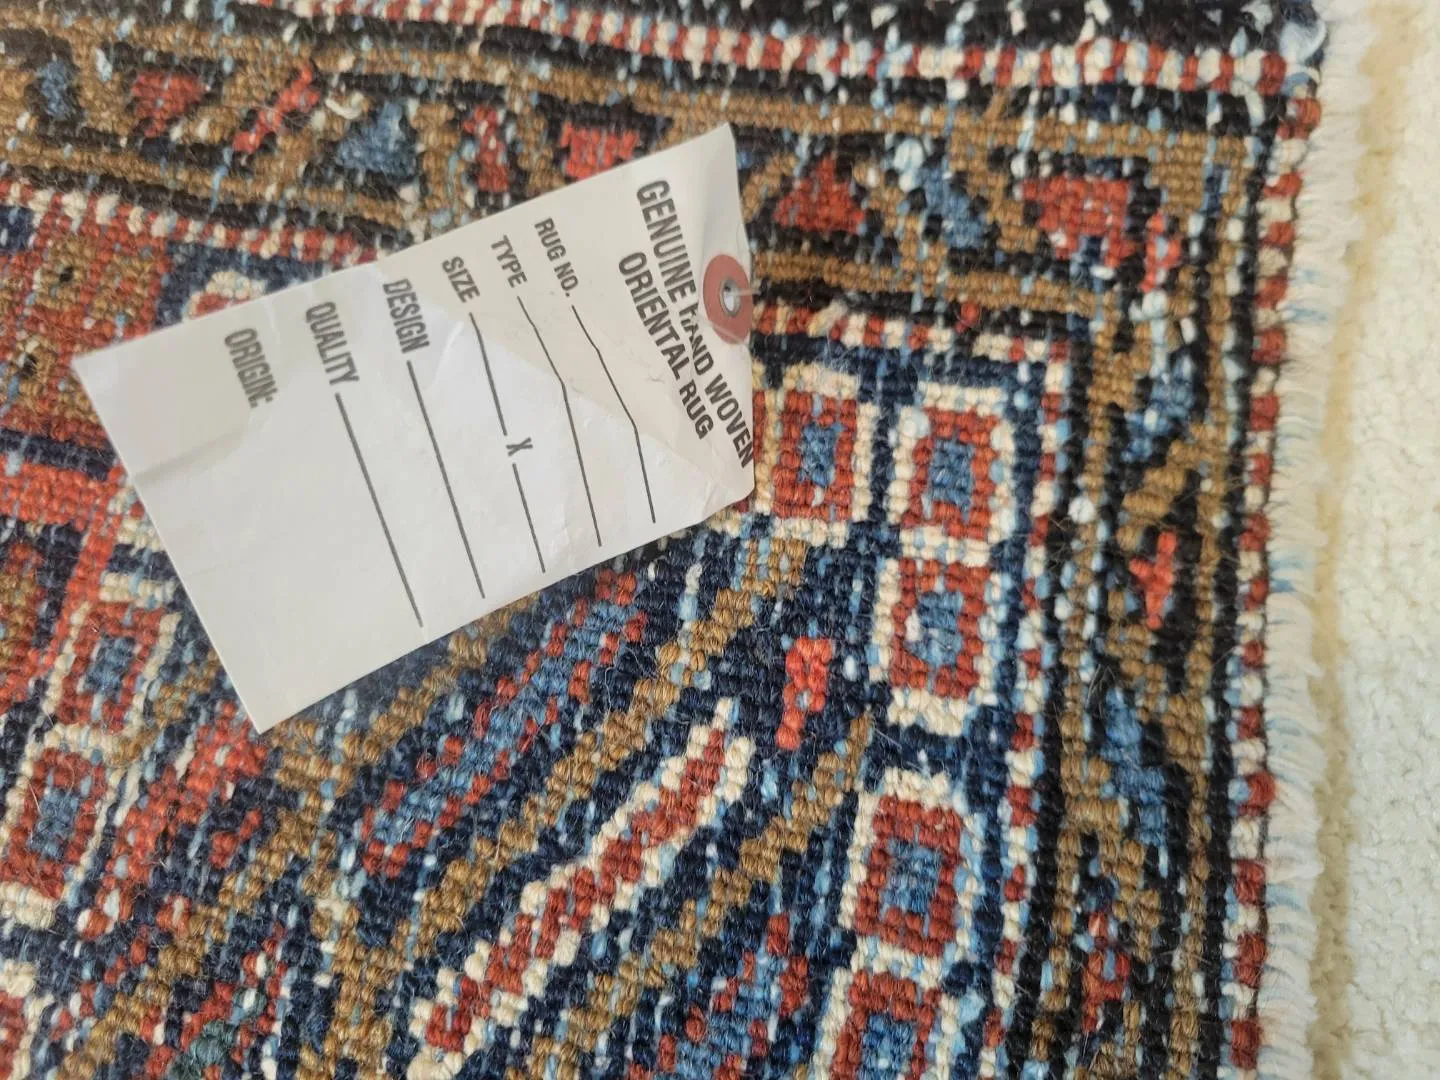 GENUINE HAND WOVEN
ORIENTAL RUG
RUG NO.
TYPE
SIZE X
DESIGN
QUALITY
ORIGIN: